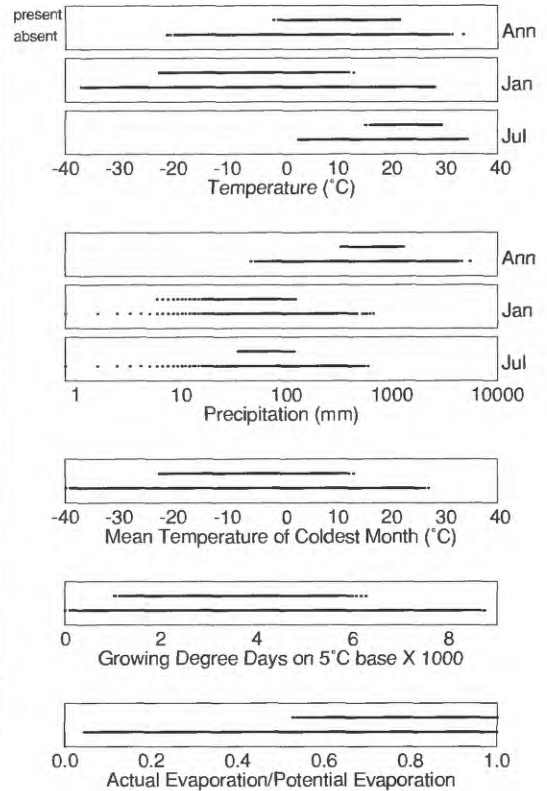 present
absent
Ann
Jan
Jul
-40 -30 -20 -10 0 10 20 30 40
Temperature (°C)
Ann
Jan
Jul
1 10 100 1000 10000
Precipitation (mm)
-40 -30 -20 -10 0 10 20 30 40
Mean Temperature of Coldest Month (°C)
0 2 4 6 8
Growing Degree Days on 5°C base X 1000
0.0 0.2 0.4 0.6 0.8 1.0
Actual Evaporation/Potential Evaporation